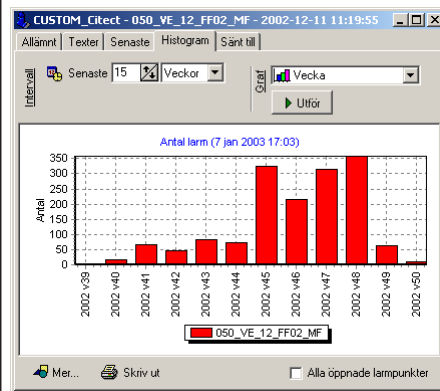 CUSTOM_Citect - 050_VE_12_FF02_MF - 2002-12-11 11:19:55
Allämnt Texter Senaste Histogram Sänt till
Intervall Senaste 15 Veckor Graf Vecka
Utför
Antal larm (7 jan 2003 17:03)
Antal
350
300
250
200
150
100
50
0
2002 v39 2002 v40 2002 v41 2002 v42 2002 v43 2002 v44 2002 v45 2002 v46 2002 v47 2002 v48 2002 v49 2002 v50
050_VE_12_FF02_MF
Mer... Skriv ut Alla öppnade larmpunkter